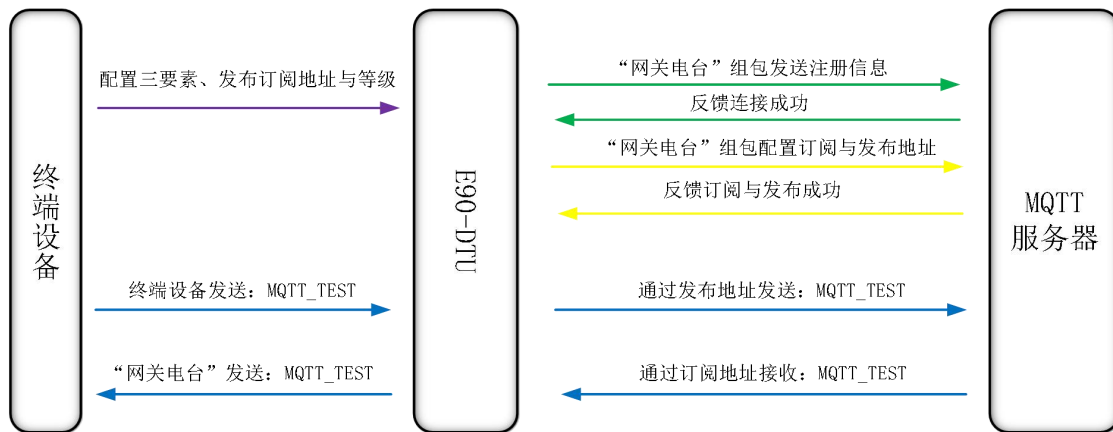 终端设备
配置三要素、发布订阅地址与等级
E90-DTU
“网关电台”组包发送注册信息
反馈连接成功
“网关电台”组包配置订阅与发布地址
反馈订阅与发布成功
MQTT
服务器
终端设备发送：MQTT_TEST
通过发布地址发送：MQTT_TEST
“网关电台”发送：MQTT_TEST
通过订阅地址接收：MQTT_TEST